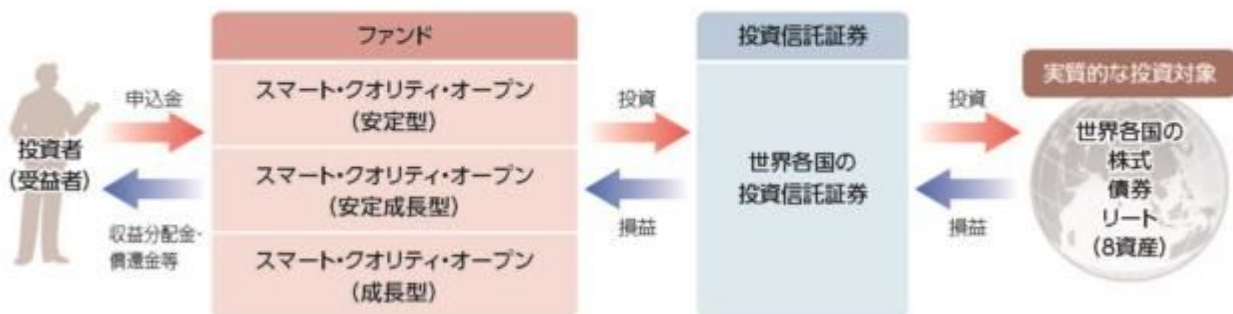 ファンド
投資信託証券
実質的な投資対象
申込金
投資者
(受益者)
収益分配金・
償還金等
スマート・クオリティ・オープン
(安定型)
スマート・クオリティ・オープン
(安定成長型)
スマート・クオリティ・オープン
(成長型)
投資
損益
世界各国の
投資信託証券
投資
損益
世界各国の
株式
債券
リート
(8資産)